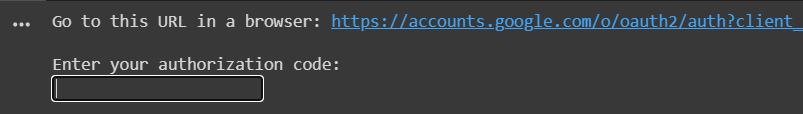 ... Go to this URL in a browser: https://accounts.google.com/o/oauth2/auth?client_
Enter your authorization code: